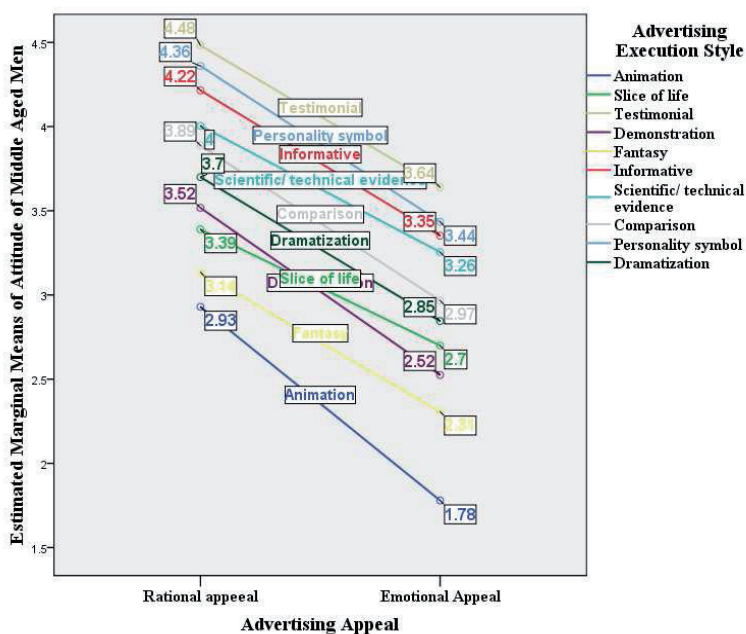 Estimated Marginal Means of Attitude of Middle Aged Men
4.5
4
3.5
3
2.5
2
1.5
4.48
4.36
4.22
3.89
4
3.7
3.52
3.39
3.14
2.93
Testimonial
Personality symbol
Informative
Scientific/ technical evidence
Comparison
Dramatization
Slice of life
Fantasy
Animation
3.64
3.44
3.35
3.26
2.97
2.85
2.7
2.52
2.31
1.78
Rational appeeal
Emotional Appeal
Advertising Appeal
Advertising
Execution Style
Animation
Slice of life
Testimonial
Demonstration
Fantasy
Informative
Scientific/ technical
evidence
Comparison
Personality symbol
Dramatization